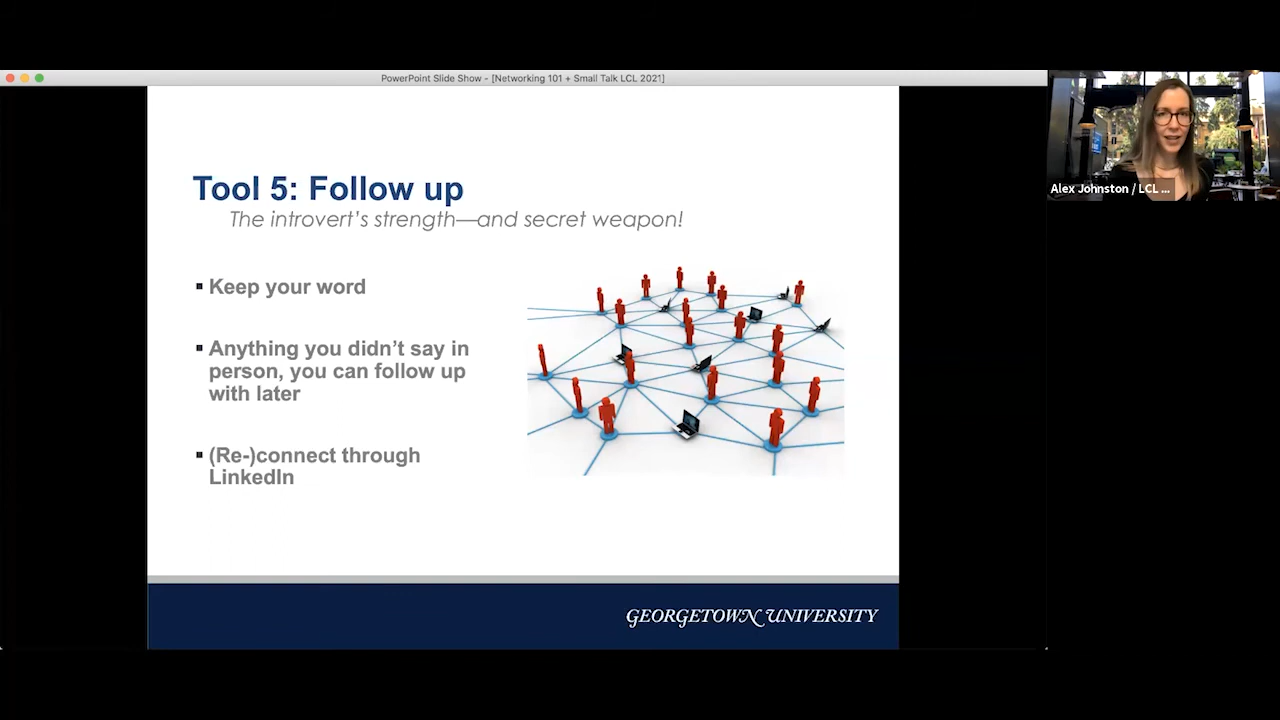 PowerPoint Slide Show - [Networking 101 + Small Talk LCL 2021]
Tool 5: Follow up
The introvert's strength—and secret weapon!
▪ Keep your word
▪ Anything you didn't say in
person, you can follow up
with later
▪ (Re-)connect through
LinkedIn
GEORGETOWN UNIVERSITY
Alex Johnston / LCL ...